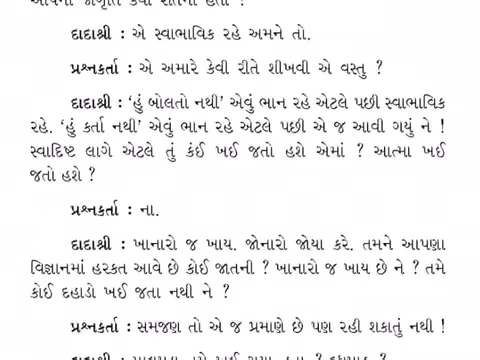 દાદાશ્રી : એ સ્વાભાવિક રહે અમને તો.
પ્રશ્નકર્તા : એ અમારે કેવી રીતે શીખવી એ વસ્તુ ?
દાદાશ્રી : ‘હું બોલતો નથી’ એવું ભાન રહે એટલે પછી સ્વાભાવિક
રહે. ‘હું કર્તા નથી’ એવું ભાન રહે એટલે પછી એ જ આવી ગયું ને !
સ્વાદિષ્ટ લાગે એટલે તું કંઈ ખઈ જતો હશે એમાં ? આત્મા ખઈ
જતો હશે ?
પ્રશ્નકર્તા : ના.
દાદાશ્રી : ખાનારો જ ખાય. જોનારો જોયા કરે. તમને આપણા
વિજ્ઞાનમાં હરકત આવે છે કોઈ જાતની ? ખાનારો જ ખાય છે ને ? તમે
કોઈ દહાડો ખઈ જતા નથી ને ?
પ્રશ્નકર્તા : સમજણ તો એ જ પ્રમાણે છે પણ રહી શકાતું નથી !
દાદાશ્રી :